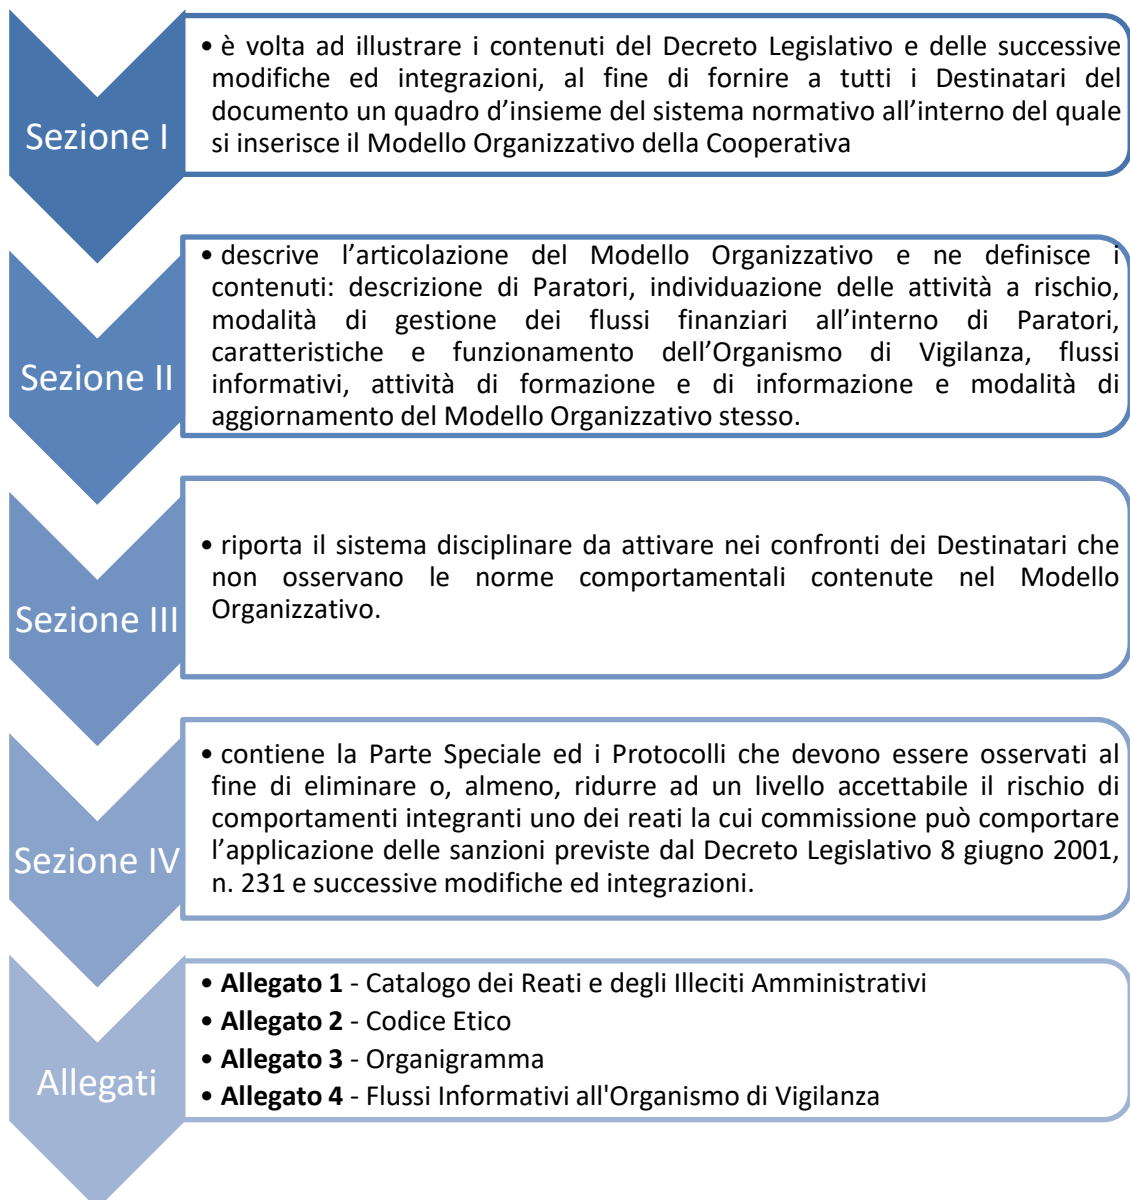 Sezione I
• è volta ad illustrare i contenuti del Decreto Legislativo e delle successive
modifiche ed integrazioni, al fine di fornire a tutti i Destinatari del
documento un quadro d’insieme del sistema normativo all’interno del quale
si inserisce il Modello Organizzativo della Cooperativa
Sezione II
• descrive l’articolazione del Modello Organizzativo e ne definisce i
contenuti: descrizione di Paratori, individuazione delle attività a rischio,
modalità di gestione dei flussi finanziari all’interno di Paratori,
caratteristiche e funzionamento dell’Organismo di Vigilanza, flussi
informativi, attività di formazione e di informazione e modalità di
aggiornamento del Modello Organizzativo stesso.
Sezione III
• riporta il sistema disciplinare da attivare nei confronti dei Destinatari che
non osservano le norme comportamentali contenute nel Modello
Organizzativo.
Sezione IV
• contiene la Parte Speciale ed i Protocolli che devono essere osservati al
fine di eliminare o, almeno, ridurre ad un livello accettabile il rischio di
comportamenti integranti uno dei reati la cui commissione può comportare
l’applicazione delle sanzioni previste dal Decreto Legislativo 8 giugno 2001,
n. 231 e successive modifiche ed integrazioni.
Allegati
• Allegato 1 - Catalogo dei Reati e degli Illeciti Amministrativi
• Allegato 2 - Codice Etico
• Allegato 3 - Organigramma
• Allegato 4 - Flussi Informativi all'Organismo di Vigilanza